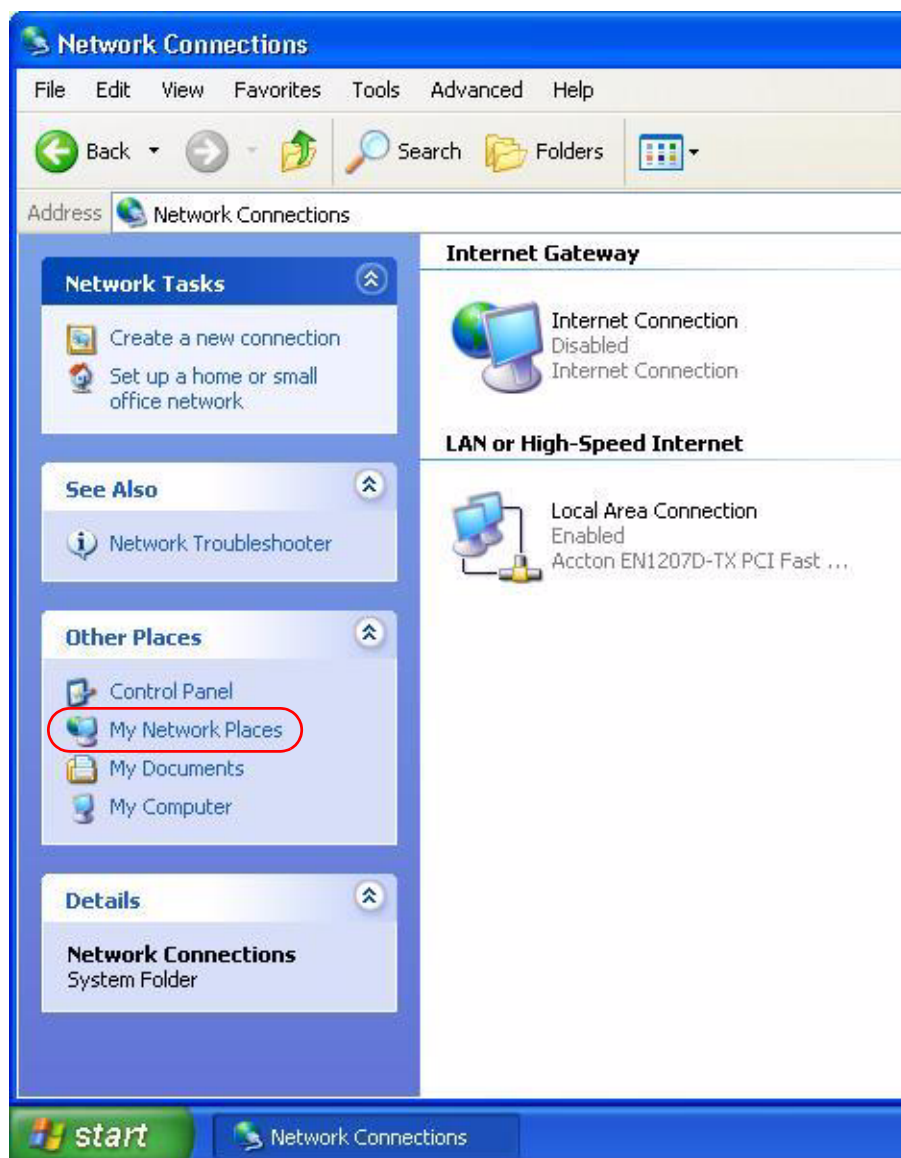 Network Connections
File Edit View Favorites Tools Advanced Help
Back Search Folders
Address Network Connections
Network Tasks
Create a new connection
Set up a home or small
office network
See Also
Network Troubleshooter
Other Places
Control Panel
My Network Places
My Documents
My Computer
Details
Network Connections
System Folder
Internet Gateway
Internet Connection
Disabled
Internet Connection
LAN or High-Speed Internet
Local Area Connection
Enabled
Accton EN1207D-TX PCI Fast ...
start Network Connections